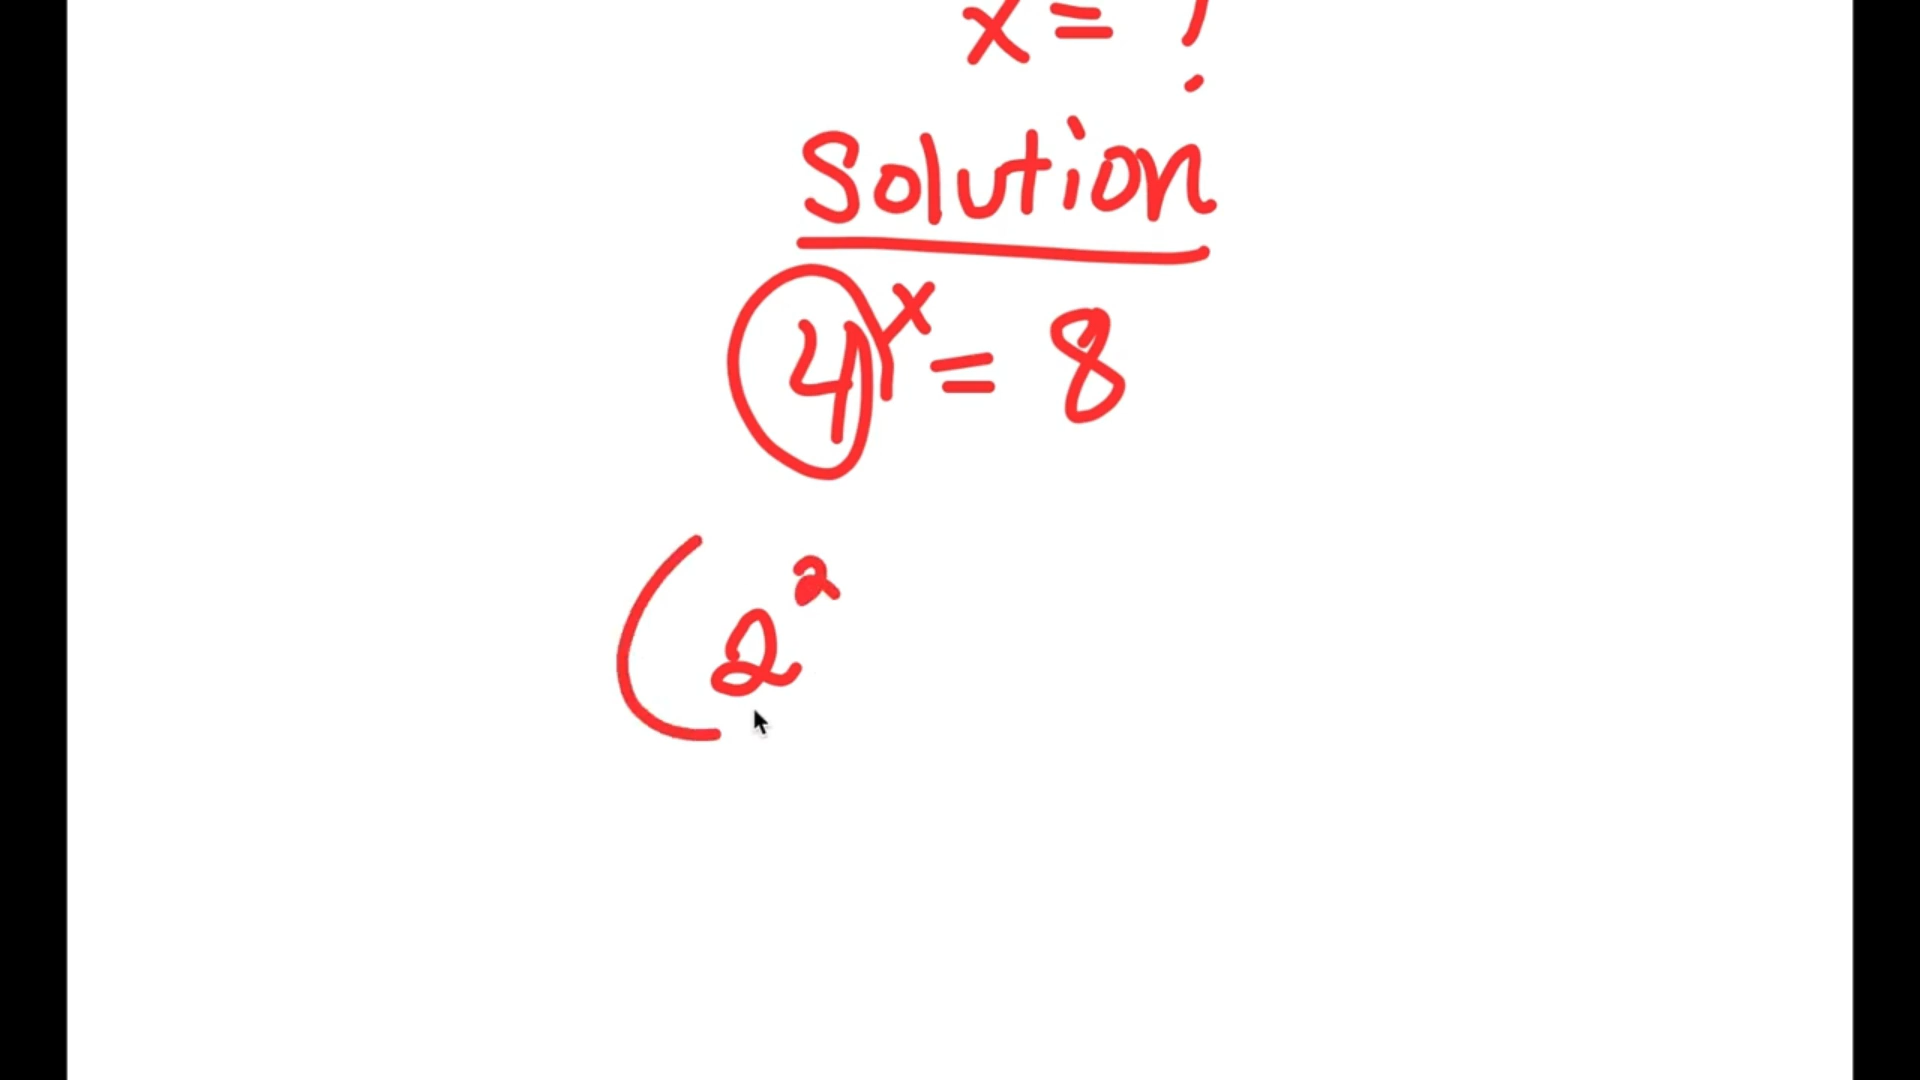 x = ?
Solution
4^x = 8
(2^2